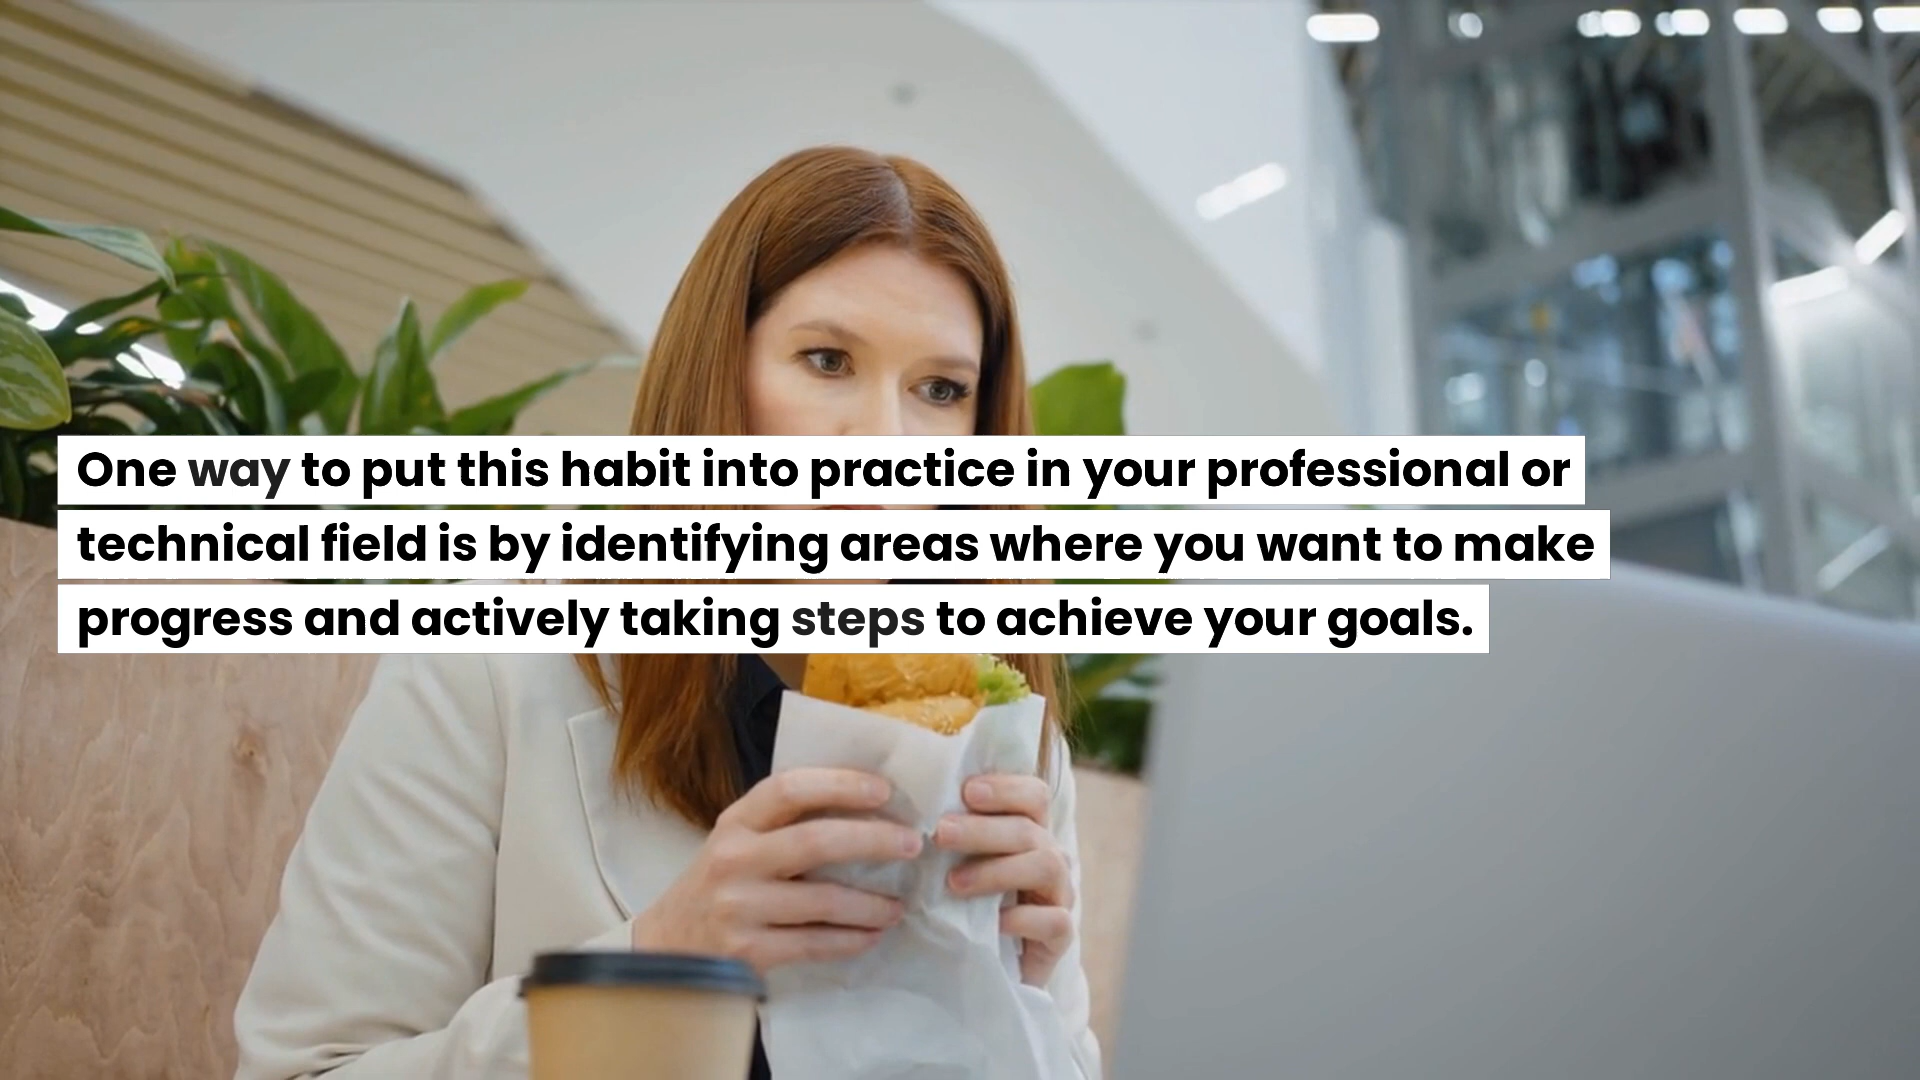 One way to put this habit into practice in your professional or
technical field is by identifying areas where you want to make
progress and actively taking steps to achieve your goals.